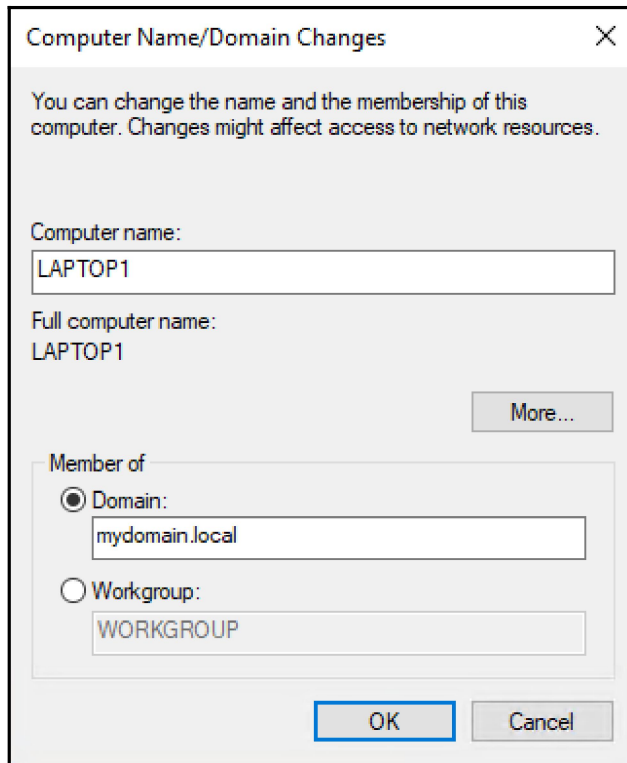 Computer Name/Domain Changes
You can change the name and the membership of this
computer. Changes might affect access to network resources.
Computer name:
LAPTOP1
Full computer name:
LAPTOP1
More...
Member of
Domain:
mydomain.local
Workgroup:
WORKGROUP
OK Cancel